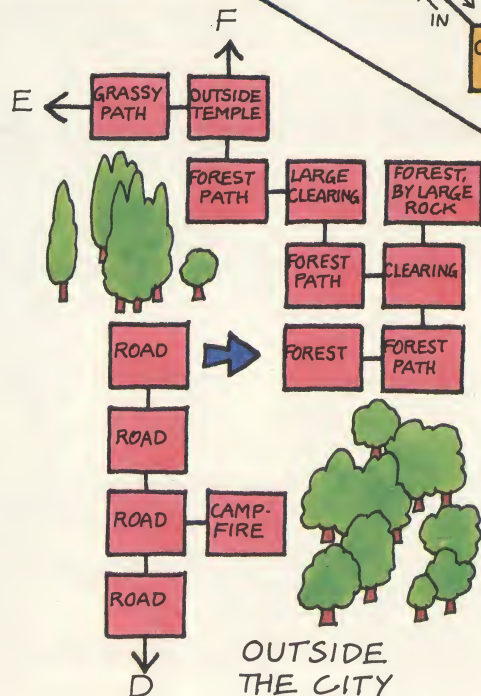 F
IN
E
GRASSY
PATH
OUTSIDE
TEMPLE
FOREST
PATH
LARGE
CLEARING
FOREST,
BY LARGE
ROCK
FOREST
PATH
CLEARING
ROAD
FOREST
FOREST
PATH
ROAD
ROAD
CAMP-
FIRE
ROAD
D
OUTSIDE
THE CITY